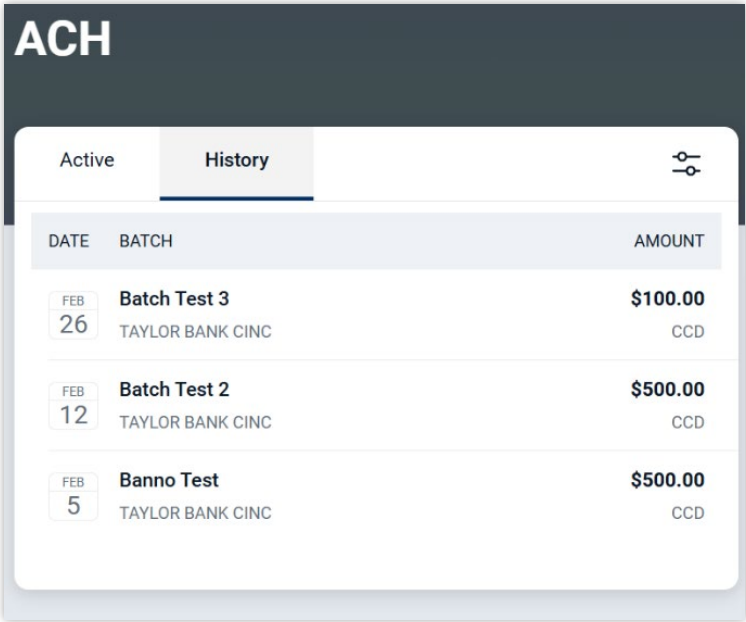 ACH
Active History
DATE BATCH AMOUNT
FEB 26 Batch Test 3 $100.00
TAYLOR BANK CINC CCD
FEB 12 Batch Test 2 $500.00
TAYLOR BANK CINC CCD
FEB 5 Banno Test $500.00
TAYLOR BANK CINC CCD